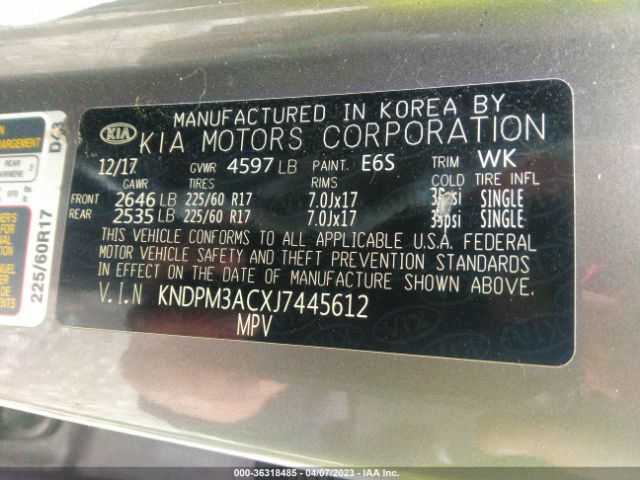 MANUFACTURED IN KOREA BY
KIA KIA MOTORS CORPORATION
12/17 GVWR 4597 LB PAINT. E6S TRIM WK
GAWR TIRES RIMS COLD TIRE INFL
FRONT 2646 LB 225/60 R17 7.0Jx17 SINGLE
REAR 2535 LB 225/60 R17 7.0Jx17 SINGLE
THIS VEHICLE CONFORMS TO ALL APPLICABLE U.S.A. FEDERAL
MOTOR VEHICLE SAFETY AND THEFT PREVENTION STANDARDS
IN EFFECT ON THE DATE OF MANUFACTURE SHOWN ABOVE.
V.I.N KNDPM3ACXJ7445612
MPV
REAR
225/60R17
000-36318485 - 04/07/2023 - IAA Inc.